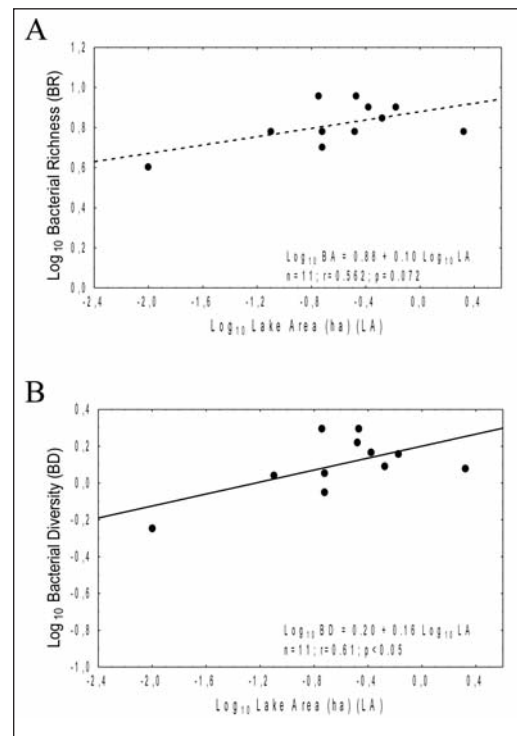 A
Log10 Bacterial Richness (BR)
1,2
1,0
0,8
0,6
0,4
0,2
0,0
Log10 BA = 0.88 + 0.10 Log10 LA
n=11; r=0.562; p=0.072
-2,4 -2,0 -1,6 -1,2 -0,8 -0,4 0,0 0,4
Log10 Lake Area (ha) (LA)
B
Log10 Bacterial Diversity (BD)
0,4
0,2
0,0
-0,2
-0,4
-0,6
-0,8
-1,0
Log10 BD = 0.20 + 0.16 Log10 LA
n=11; r=0.61; p<0.05
-2,4 -2,0 -1,6 -1,2 -0,8 -0,4 0,0 0,4
Log10 Lake Area (ha) (LA)